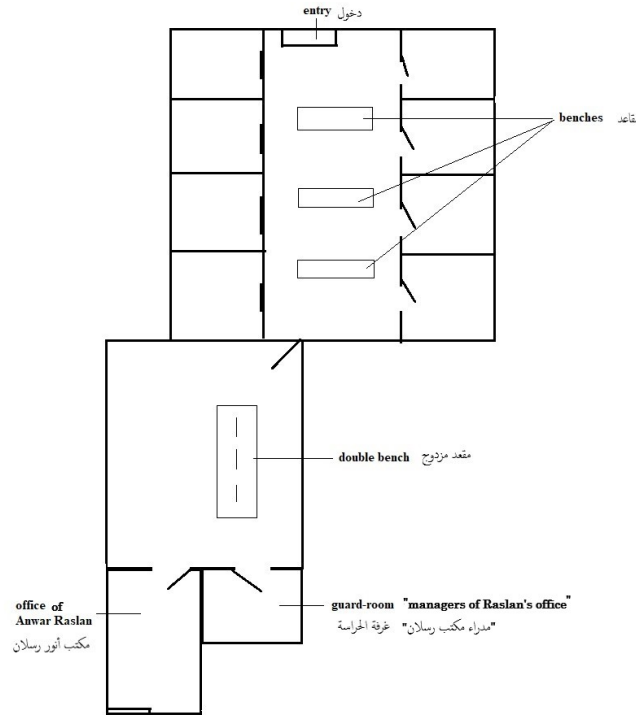 entry دخول
benches مقاعد
double bench مقعد مزدوج
office of
Anwar Raslan
مكتب أنور رسلان
guard-room "managers of Raslan's office"
"مدراء مكتب رسلان" غرفة الحراسة